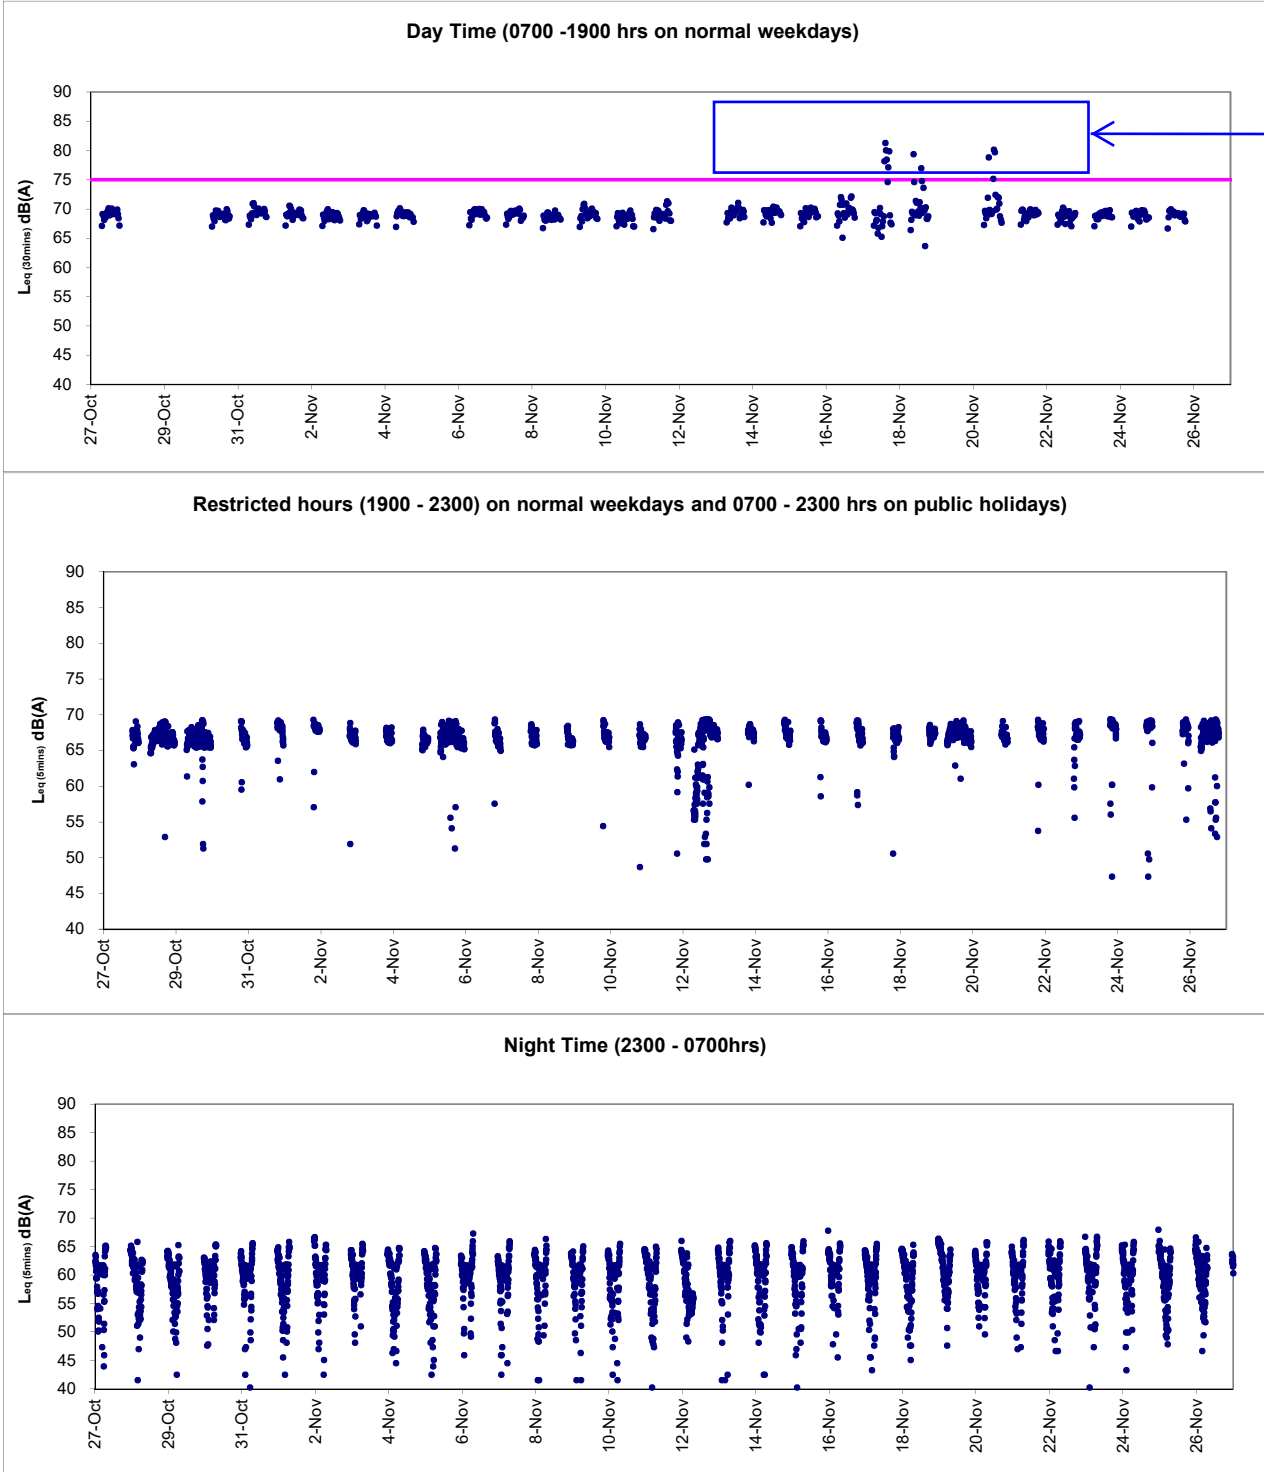 Day Time (0700 -1900 hrs on normal weekdays)
90
85
80
75
70
65
60
55
50
45
40
Leq (30mins) dB(A)
27-Oct
29-Oct
31-Oct
2-Nov
4-Nov
6-Nov
8-Nov
10-Nov
12-Nov
14-Nov
16-Nov
18-Nov
20-Nov
22-Nov
24-Nov
26-Nov
Restricted hours (1900 - 2300) on normal weekdays and 0700 - 2300 hrs on public holidays)
90
85
80
75
70
65
60
55
50
45
40
Leq (5mins) dB(A)
27-Oct
29-Oct
31-Oct
2-Nov
4-Nov
6-Nov
8-Nov
10-Nov
12-Nov
14-Nov
16-Nov
18-Nov
20-Nov
22-Nov
24-Nov
26-Nov
Night Time (2300 - 0700hrs)
90
85
80
75
70
65
60
55
50
45
40
Leq (5mins) dB(A)
27-Oct
29-Oct
31-Oct
2-Nov
4-Nov
6-Nov
8-Nov
10-Nov
12-Nov
14-Nov
16-Nov
18-Nov
20-Nov
22-Nov
24-Nov
26-Nov